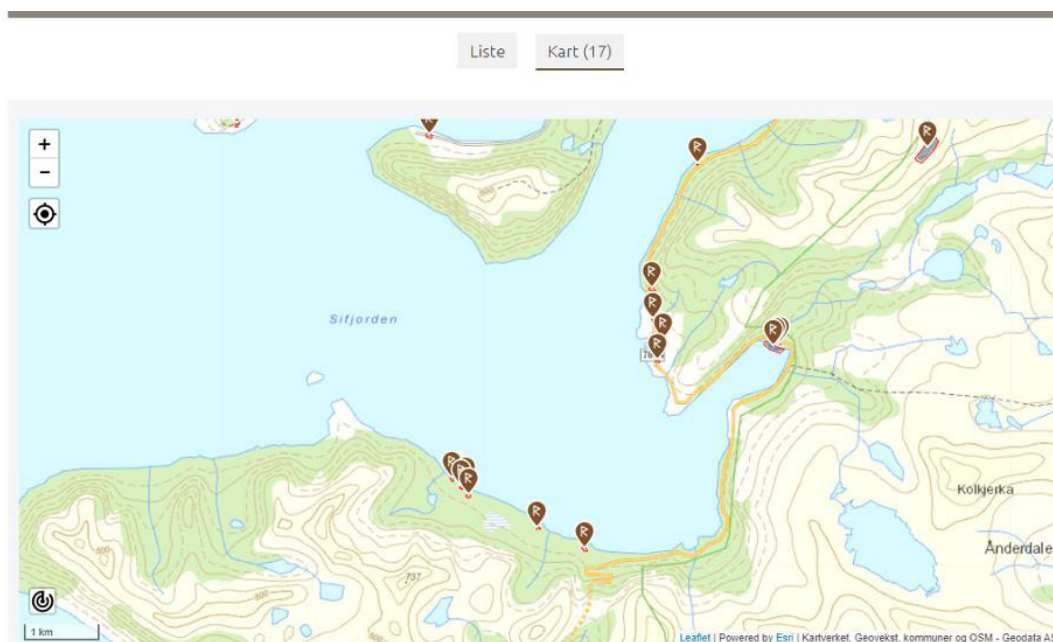 Liste
Kart (17)
+
−
Sifjorden
Kolkjerka
Ånderdale
737
1 km
Leaflet | Powered by Esri | Kartverket, Geovekst, kommuner og OSM - Geodata AS